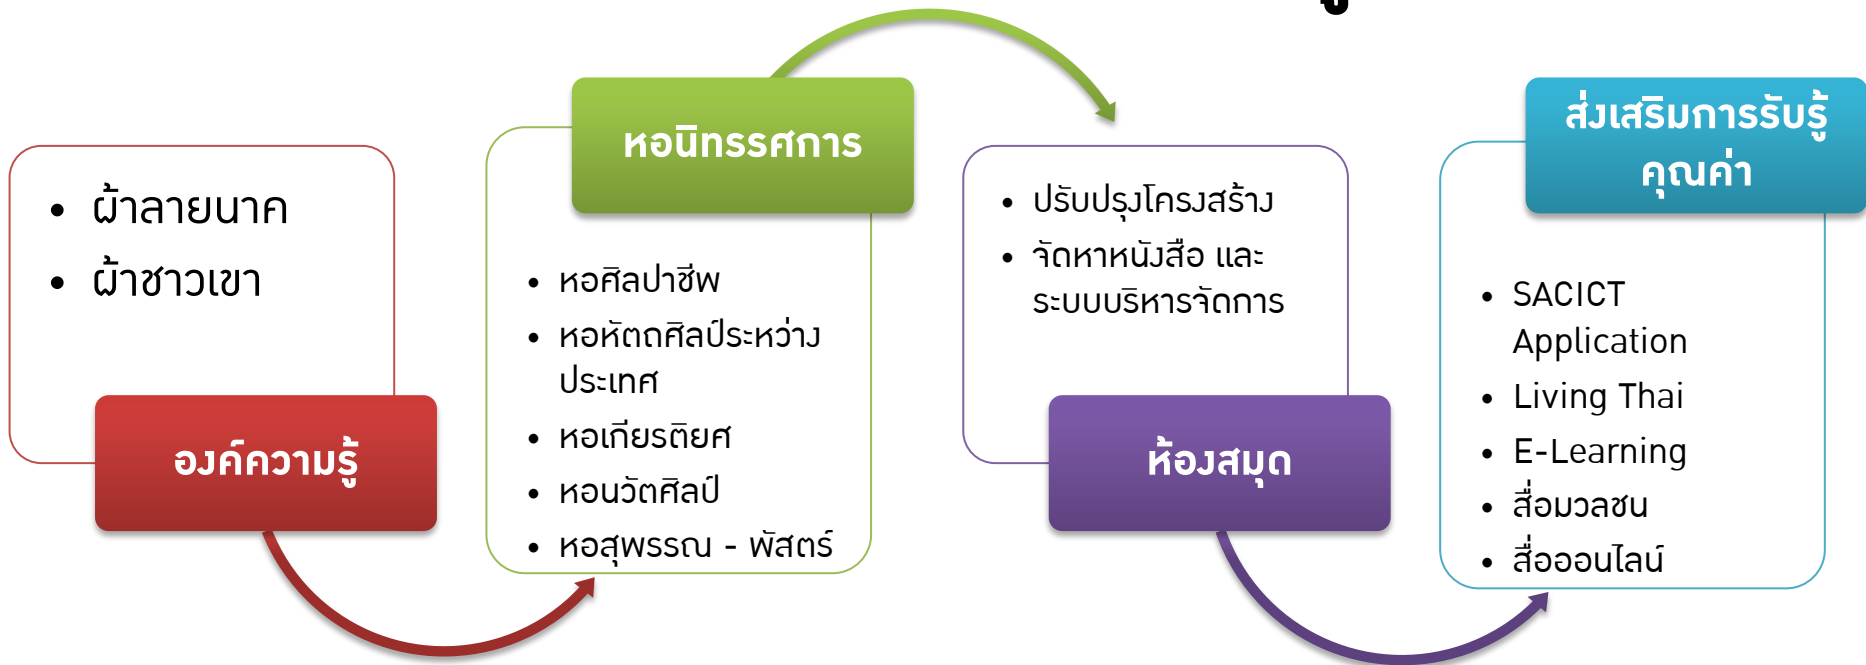 • ผ้าลายนาค
• ผ้าชาวเขา
องค์ความรู้
หอนิทรรศการ
• หอศิลปาชีพ
• หอหัตถศิลป์ระหว่าง
ประเทศ
• หอเกียรติยศ
• หอนวัตศิลป์
• หอสุพรรณ - พัสตร์
• ปรับปรุงโครงสร้าง
• จัดหาหนังสือ และ
ระบบบริหารจัดการ
ห้องสมุด
ส่งเสริมการรับรู้
คุณค่า
• SACICT
Application
• Living Thai
• E-Learning
• สื่อมวลชน
• สื่อออนไลน์